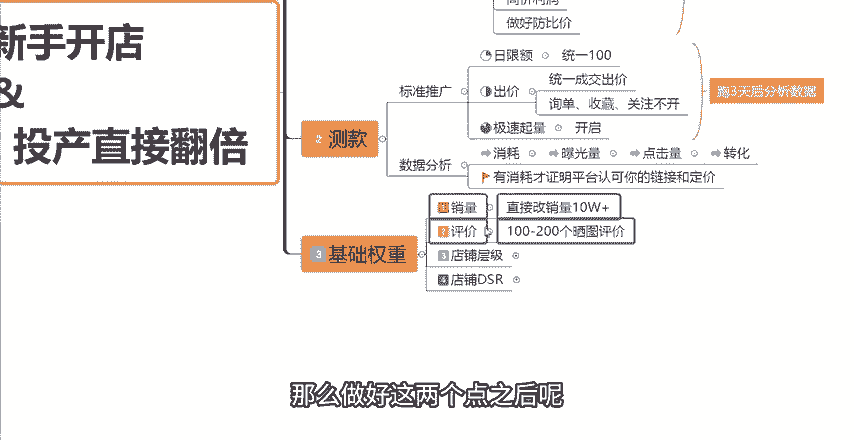 新手开店
&
投产直接翻倍
做好防比价
2 测款
标准推广
日限额
统一100
出价
统一成交出价
询单、收藏、关注不开
极速起量
开启
跑3天后分析数据
数据分析
消耗
曝光量
点击量
转化
有消耗才证明平台认可你的链接和定价
3 基础权重
1 销量
直接改销量10W+
2 评价
100-200个晒图评价
3 店铺层级
4 店铺DSR
那么做好这两个点之后呢